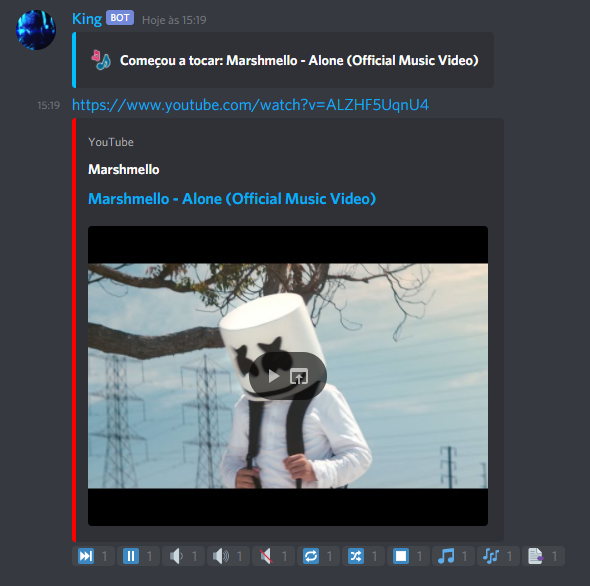 King BOT Hoje às 15:19
Começou a tocar: Marshmello - Alone (Official Music Video)
15:19 https://www.youtube.com/watch?v=ALZHF5UqnU4
YouTube
Marshmello
Marshmello - Alone (Official Music Video)
1 1 1 1 1 1 1 1 1 1 1